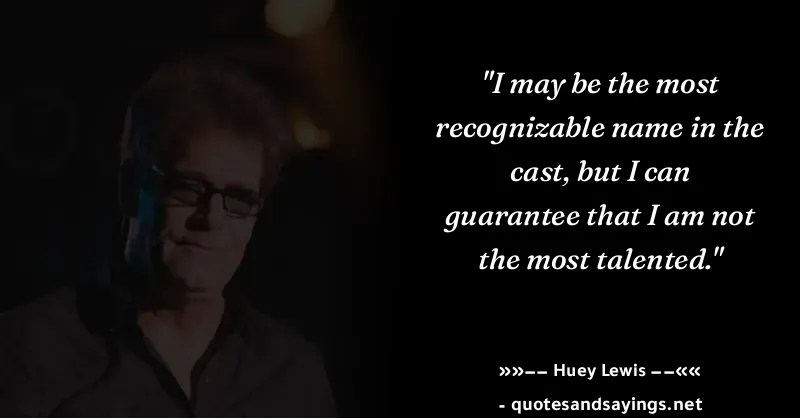 "I may be the most
recognizable name in the
cast, but I can
guarantee that I am not
the most talented."
»»–– Huey Lewis ––««
- quotesandsayings.net